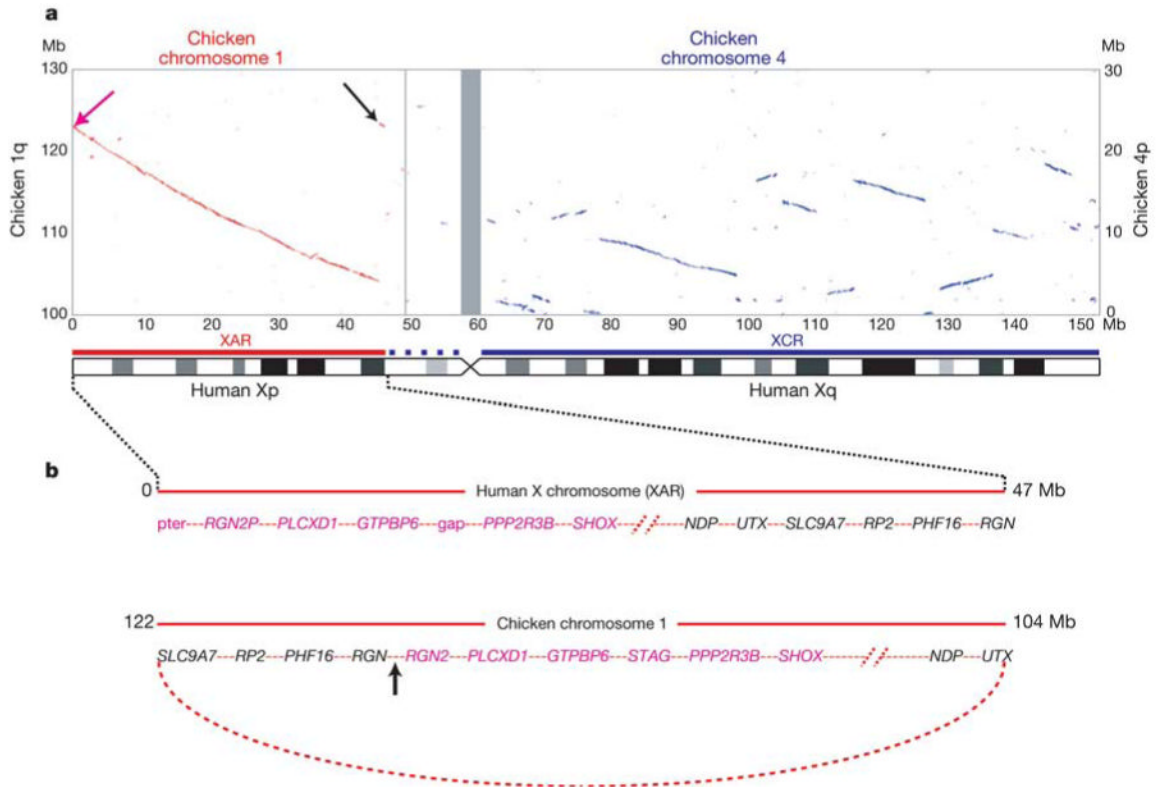 a
Chicken
chromosome 1
Chicken
chromosome 4
Mb
Mb
130
120
110
100
Chicken 1q
30
20
10
0
Chicken 4p
0 10 20 30 40 50 60 70 80 90 100 110 120 130 140 150 Mb
XAR
XCR
Human Xp
Human Xq
b
0 Human X chromosome (XAR) 47 Mb
pter RGN2P PLCXD1 GTPBP6 gap PPP2R3B SHOX NDP UTX SLC9A7 RP2 PHF16 RGN
122 Chicken chromosome 1 104 Mb
SLC9A7 RP2 PHF16 RGN RGN2 PLCXD1 GTPBP6 STAG PPP2R3B SHOX NDP UTX